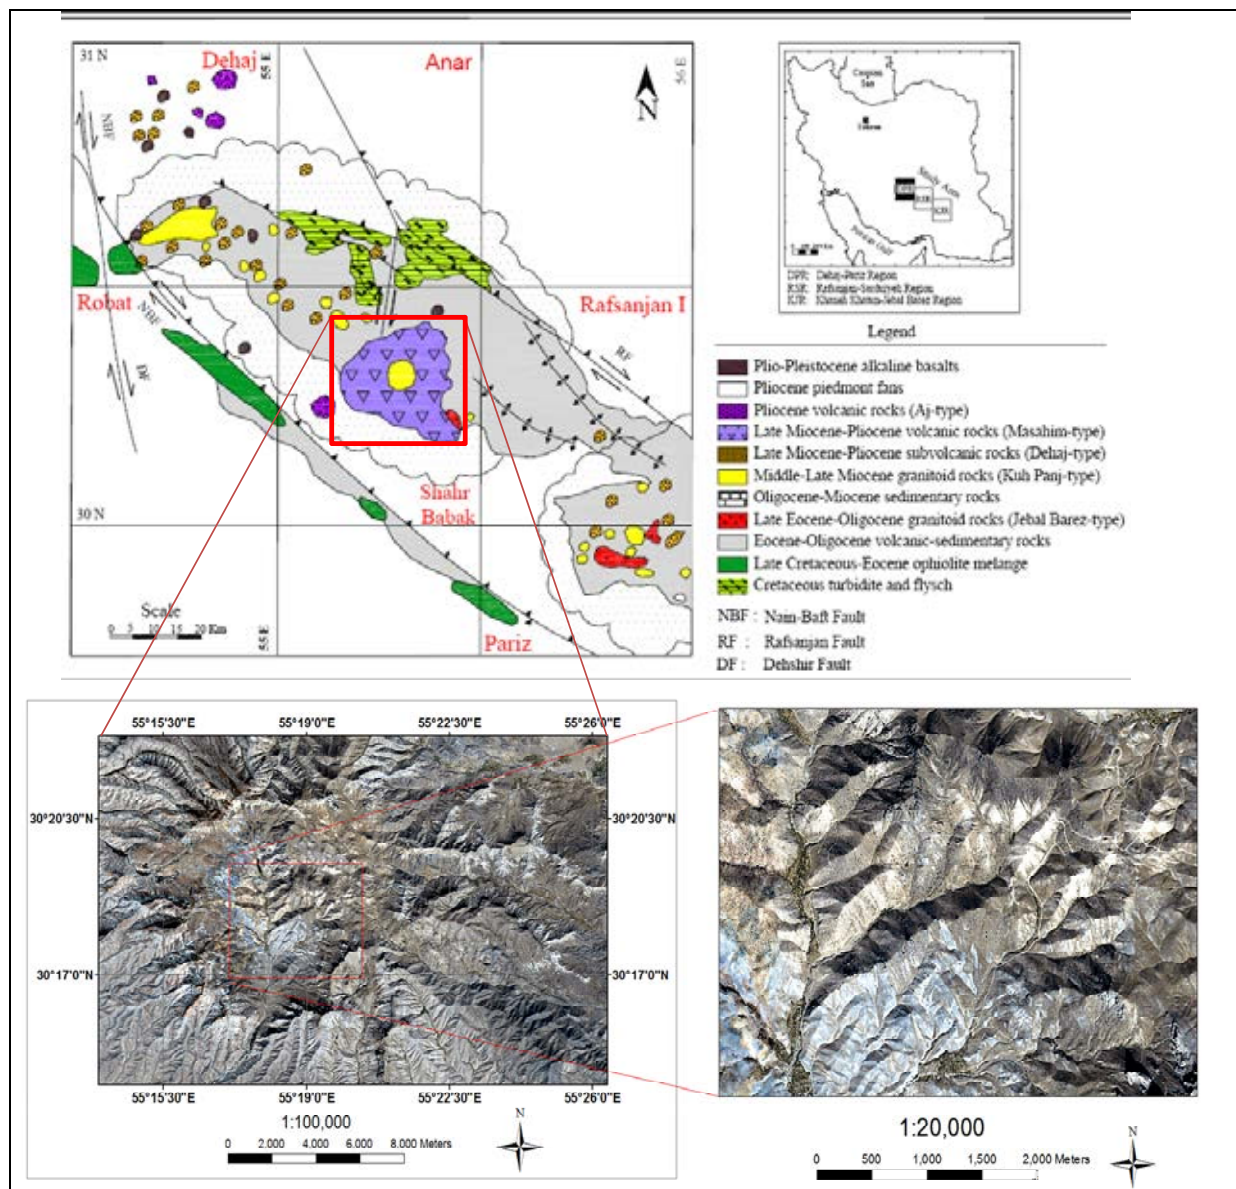 31 N
Dehaj
55 E
Anar
56 E
N
NBF
Robat
NBF
DF
Rafsanjan I
RF
Shahr
Babak
30 N
Scale
0 5 10 15 20 Km
55 E
Pariz
Caspian
Sea
Tehran
Study Area
DPR
RSR
KJR
Persian Gulf
DPR: Dehaj-Pariz Region
RSR: Rafsanjan-Sarduiyeh Region
KJR: Khanah Khatun-Jebal Barez Region
Legend
Plio-Pleistocene alkaline basalts
Pliocene piedmont fans
Pliocene volcanic rocks (Aj-type)
Late Miocene-Pliocene volcanic rocks (Masahim-type)
Late Miocene-Pliocene subvolcanic rocks (Dehaj-type)
Middle-Late Miocene granitoid rocks (Kuh Panj-type)
Oligocene-Miocene sedimentary rocks
Late Eocene-Oligocene granitoid rocks (Jebal Barez-type)
Eocene-Oligocene volcanic-sedimentary rocks
Late Cretaceous-Eocene ophiolite melange
Cretaceous turbidite and flysch
NBF : Nain-Baft Fault
RF : Rafsanjan Fault
DF : Dehshir Fault
55°15'30"E 55°19'0"E 55°22'30"E 55°26'0"E
30°20'30"N 30°20'30"N
30°17'0"N 30°17'0"N
55°15'30"E 55°19'0"E 55°22'30"E 55°26'0"E
1:100,000
N
0 2,000 4,000 6,000 8,000 Meters
1:20,000
N
0 500 1,000 1,500 2,000 Meters